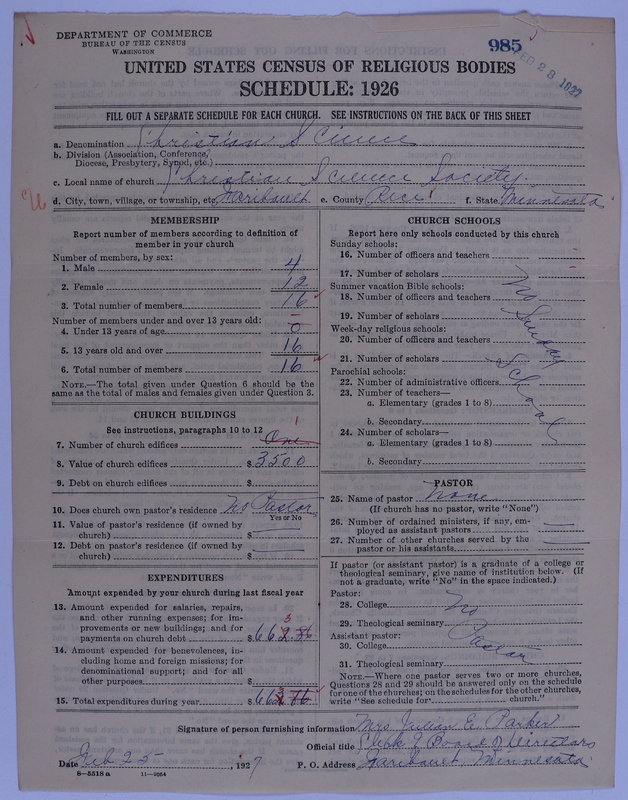 DEPARTMENT OF COMMERCE
BUREAU OF THE CENSUS
WASHINGTON
985
FEB 28 1927
UNITED STATES CENSUS OF RELIGIOUS BODIES
SCHEDULE: 1926
FILL OUT A SEPARATE SCHEDULE FOR EACH CHURCH. SEE INSTRUCTIONS ON THE BACK OF THIS SHEET
a. Denomination Christian Science
b. Division (Association, Conference, Diocese, Presbytery, Synod, etc.)
c. Local name of church Christian Science Society
d. City, town, village, or township, etc. Faribault e. County Rice f. State Minnesota
MEMBERSHIP
Report number of members according to definition of member in your church
Number of members, by sex:
1. Male 4
2. Female 12
3. Total number of members 16
Number of members under and over 13 years old:
4. Under 13 years of age 0
5. 13 years old and over 16
6. Total number of members 16
NOTE.—The total given under Question 6 should be the same as the total of males and females given under Question 3.
CHURCH BUILDINGS
See instructions, paragraphs 10 to 12
7. Number of church edifices One 1
8. Value of church edifices $ 3500
9. Debt on church edifices $
10. Does church own pastor's residence No Pastor
Yes or No
11. Value of pastor's residence (if owned by church) $
12. Debt on pastor's residence (if owned by church) $
EXPENDITURES
Amount expended by your church during last fiscal year
13. Amount expended for salaries, repairs, and other running expenses; for improvements or new buildings; and for payments on church debt $
14. Amount expended for benevolences, including home and foreign missions; for denominational support; and for all other purposes $
15. Total expenditures during year $
CHURCH SCHOOLS
Report here only schools conducted by this church
Sunday schools:
16. Number of officers and teachers
17. Number of scholars
Summer vacation Bible schools:
18. Number of officers and teachers
19. Number of scholars
Week-day religious schools:
20. Number of officers and teachers
21. Number of scholars
Parochial schools:
22. Number of administrative officers
23. Number of teachers—
a. Elementary (grades 1 to 8)
b. Secondary
24. Number of scholars—
a. Elementary (grades 1 to 8)
b. Secondary
No Sunday School
PASTOR
25. Name of pastor None
(If church has no pastor, write "None")
26. Number of ordained ministers, if any, employed as assistant pastors
27. Number of other churches served by the pastor or his assistants
If pastor (or assistant pastor) is a graduate of a college or theological seminary, give name of institution below. (If not a graduate, write "No" in the space indicated.)
Pastor:
28. College
29. Theological seminary
Assistant pastor:
30. College
31. Theological seminary
No Pastor
NOTE.—Where one pastor serves two or more churches, Questions 28 and 29 should be answered only on the schedule for one of the churches; on the schedules for the other churches, write "See schedule for church."
Signature of person furnishing information Mrs Julian E. Parker
Official title Clerk of Board of Directors
Date Feb 25, 1927 P. O. Address Faribault, Minnesota
8—5518 a 11—9064